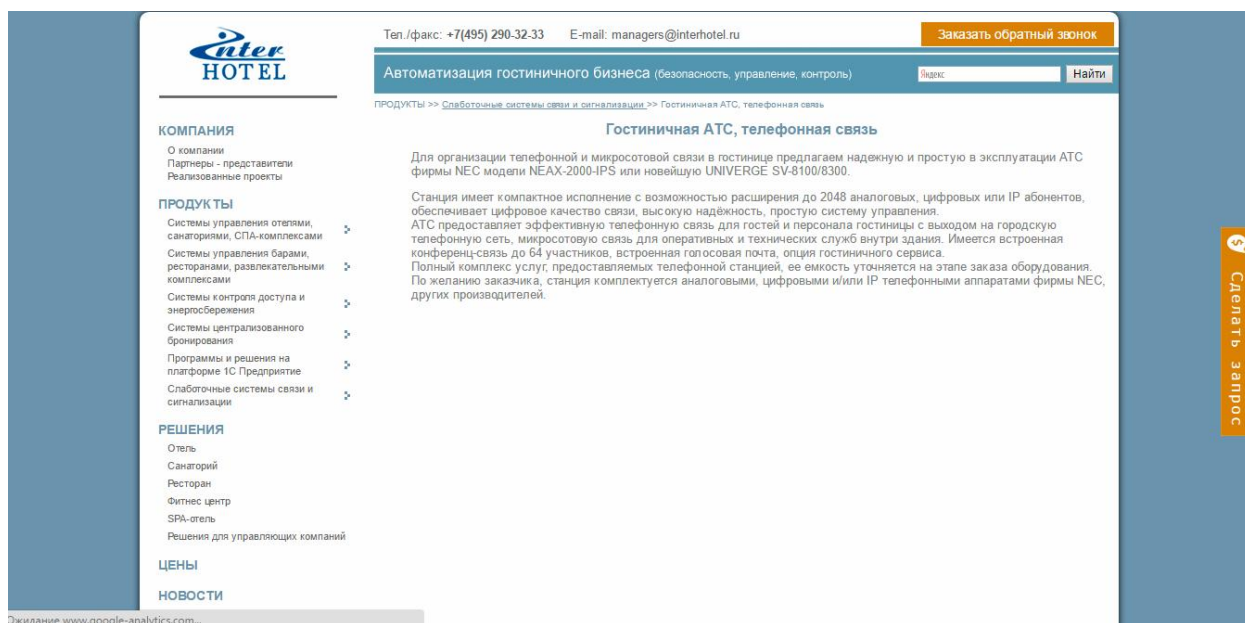 Inter
HOTEL
Тел./факс: +7(495) 290-32-33 E-mail: managers@interhotel.ru
Заказать обратный звонок
Автоматизация гостиничного бизнеса (безопасность, управление, контроль)
Яндекс
Найти
ПРОДУКТЫ >> Слаботочные системы связи и сигнализации >> Гостиничная АТС, телефонная связь
КОМПАНИЯ
О компании
Партнеры - представители
Реализованные проекты
ПРОДУКТЫ
Системы управления отелями,
санаториями, СПА-комплексами
Системы управления барами,
ресторанами, развлекательными
комплексами
Системы контроля доступа и
энергосбережения
Системы централизованного
бронирования
Программы и решения на
платформе 1С Предприятие
Слаботочные системы связи и
сигнализации
РЕШЕНИЯ
Отель
Санаторий
Ресторан
Фитнес центр
SPA-отель
Решения для управляющих компаний
ЦЕНЫ
НОВОСТИ
Гостиничная АТС, телефонная связь
Для организации телефонной и микросотовой связи в гостинице предлагаем надежную и простую в эксплуатации АТС
фирмы NEC модели NEAX-2000-IPS или новейшую UNIVERGE SV-8100/8300.
Станция имеет компактное исполнение с возможностью расширения до 2048 аналоговых, цифровых или IP абонентов,
обеспечивает цифровое качество связи, высокую надёжность, простую систему управления.
АТС предоставляет эффективную телефонную связь для гостей и персонала гостиницы с выходом на городскую
телефонную сеть, микросотовую связь для оперативных и технических служб внутри здания. Имеется встроенная
конференц-связь до 64 участников, встроенная голосовая почта, опция гостиничного сервиса.
Полный комплекс услуг, предоставляемых телефонной станцией, ее емкость уточняется на этапе заказа оборудования.
По желанию заказчика, станция комплектуется аналоговыми, цифровыми и/или IP телефонными аппаратами фирмы NEC,
других производителей.
Сделать запрос
Ожидание www.google-analytics.com...